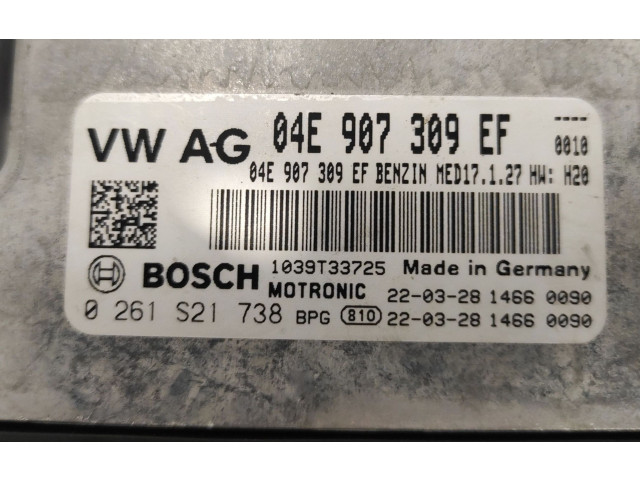 VW AG 04E 907 309 EF ----
0010
04E 907 309 EF BENZIN MED17.1.27 HW: H20
BOSCH 1039T33725 Made in Germany
MOTRONIC 22-03-28 1466 0090
0 261 S21 738 BPG 810 22-03-28 1466 0090